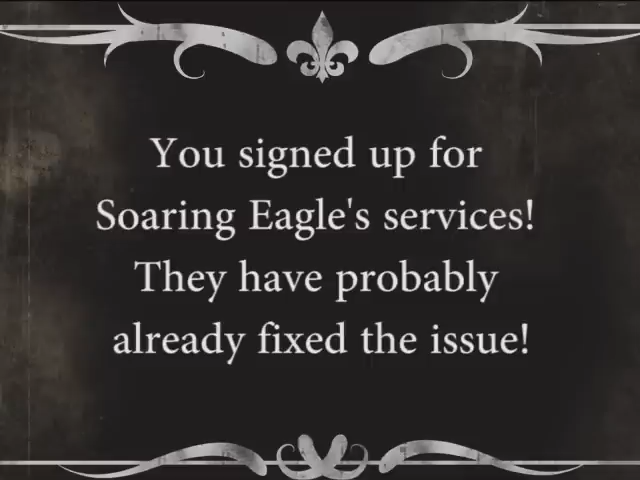 You signed up for
Soaring Eagle's services!
They have probably
already fixed the issue!